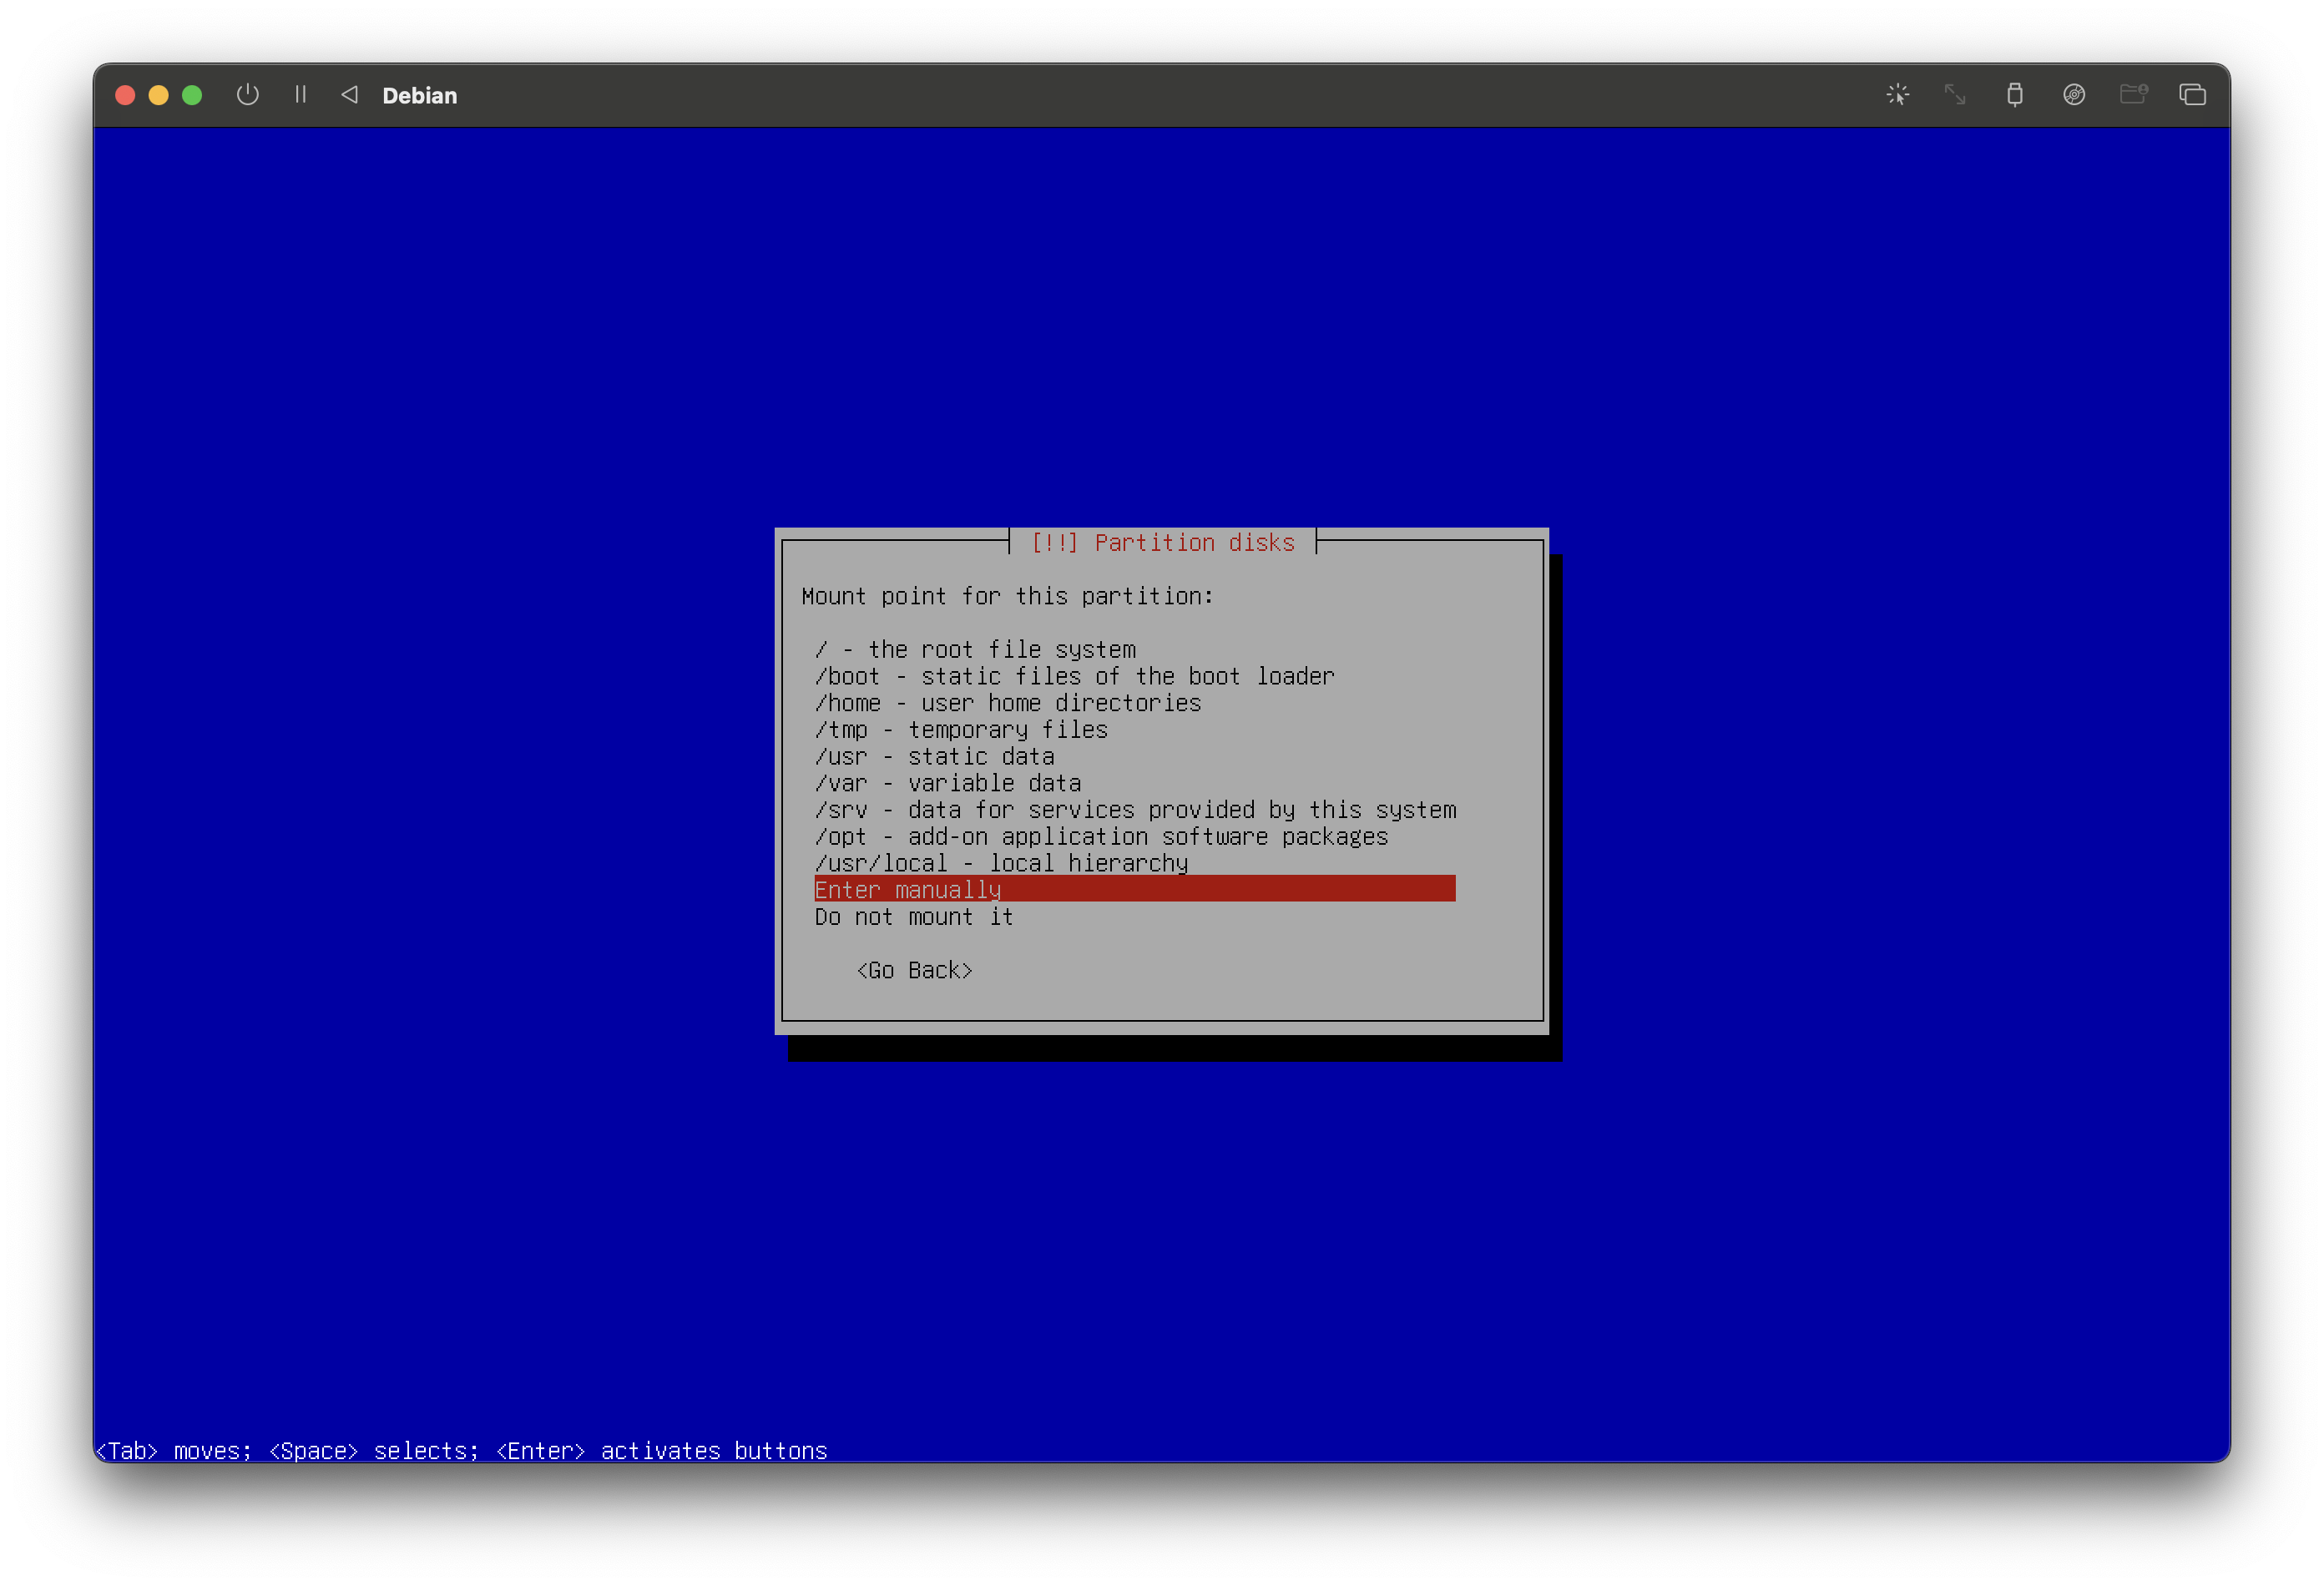 Debian
[!!] Partition disks
Mount point for this partition:
/ - the root file system
/boot - static files of the boot loader
/home - user home directories
/tmp - temporary files
/usr - static data
/var - variable data
/srv - data for services provided by this system
/opt - add-on application software packages
/usr/local - local hierarchy
Enter manually
Do not mount it
<Go Back>
<Tab> moves; <Space> selects; <Enter> activates buttons